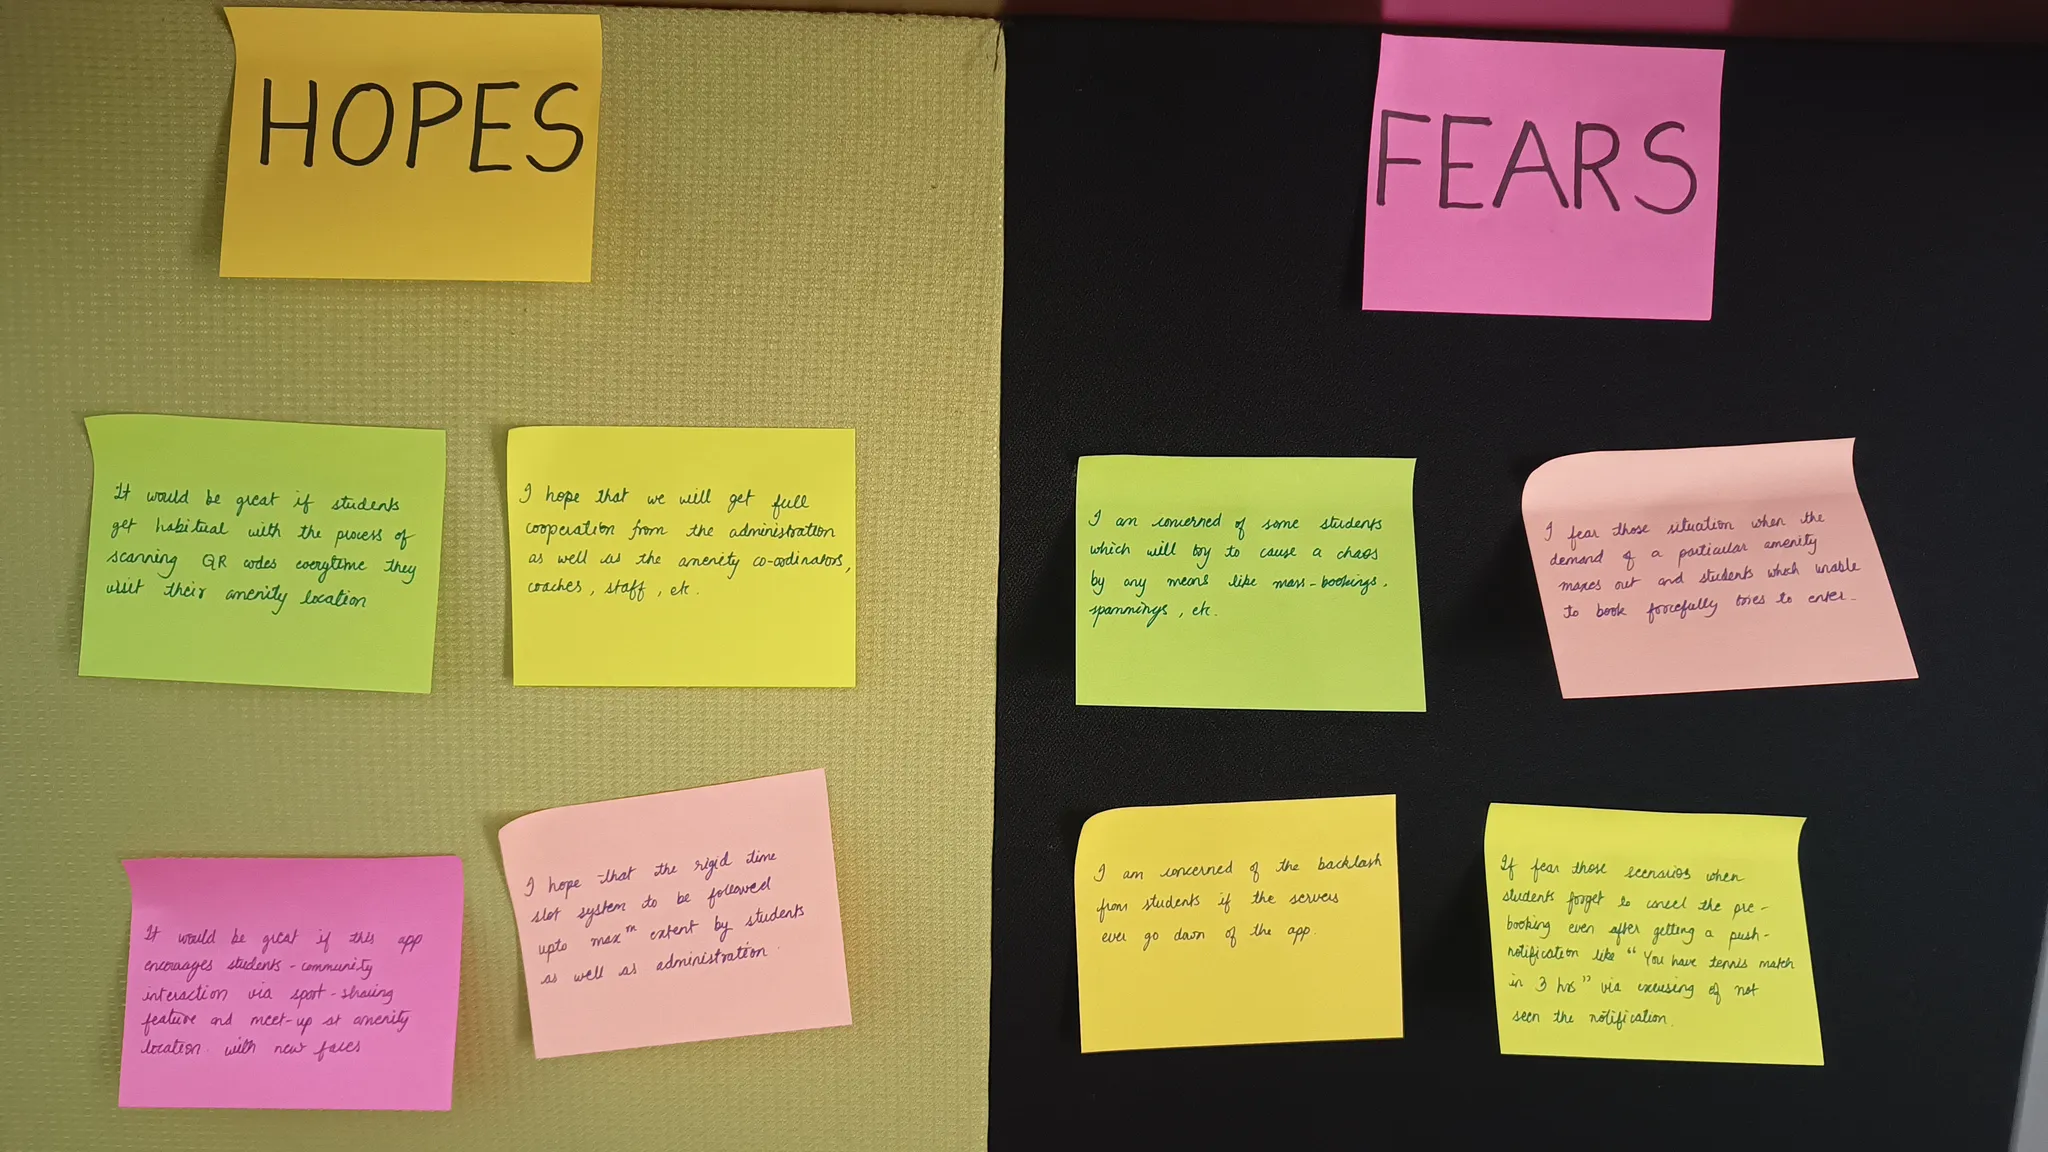 HOPES
It would be great if students
get habitual with the process of
scanning QR codes everytime they
visit their amenity location
I hope that we will get full
cooperation from the administration
as well as the amenity co-ordinators,
coaches, staff, etc.
It would be great if this app
encourages students-community
interaction via sport-sharing
feature and meet-up at amenity
location with new faces
I hope that the rigid time
slot system to be followed
upto maxᵐ extent by students
as well as administration.
FEARS
I am concerned of some students
which will try to cause a chaos
by any means like mass-bookings,
spammings, etc.
I fear those situation when the
demand of a particular amenity
maxes out and students which unable
to book forcefully tries to enter.
I am concerned of the backlash
from students if the servers
ever go down of the app.
If fear those scenarios when
students forget to cancel the pre-
booking even after getting a push-
notification like "You have tennis match
in 3 hrs" via excusing of not
seen the notification.